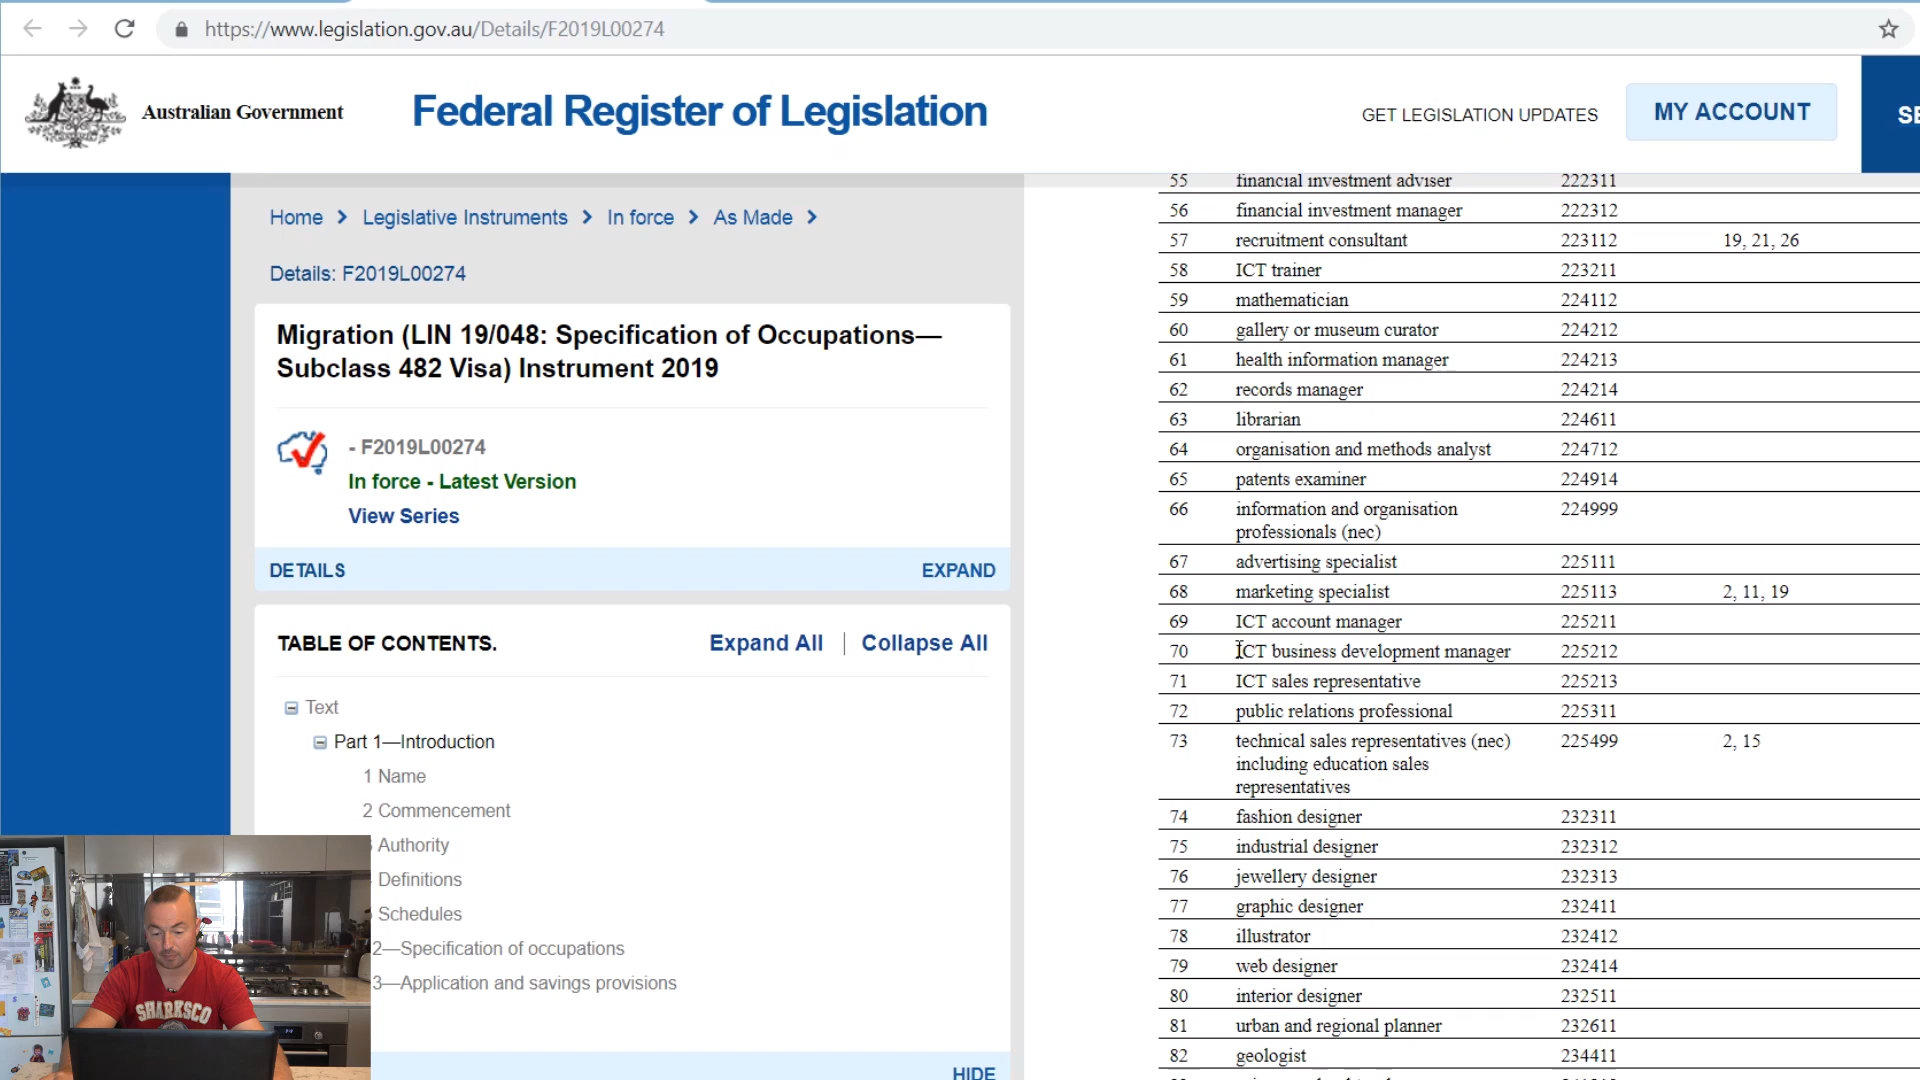 https://www.legislation.gov.au/Details/F2019L00274
Australian Government
Federal Register of Legislation
GET LEGISLATION UPDATES
MY ACCOUNT
SE
Home > Legislative Instruments > In force > As Made >
Details: F2019L00274
Migration (LIN 19/048: Specification of Occupations—
Subclass 482 Visa) Instrument 2019
- F2019L00274
In force - Latest Version
View Series
DETAILS
EXPAND
TABLE OF CONTENTS.
Expand All | Collapse All
Text
Part 1—Introduction
1 Name
2 Commencement
Authority
Definitions
Schedules
2—Specification of occupations
3—Application and savings provisions
HIDE
SHARKSCO
55 financial investment adviser 222311
56 financial investment manager 222312
57 recruitment consultant 223112 19, 21, 26
58 ICT trainer 223211
59 mathematician 224112
60 gallery or museum curator 224212
61 health information manager 224213
62 records manager 224214
63 librarian 224611
64 organisation and methods analyst 224712
65 patents examiner 224914
66 information and organisation 224999
professionals (nec)
67 advertising specialist 225111
68 marketing specialist 225113 2, 11, 19
69 ICT account manager 225211
70 ICT business development manager 225212
71 ICT sales representative 225213
72 public relations professional 225311
73 technical sales representatives (nec) 225499 2, 15
including education sales
representatives
74 fashion designer 232311
75 industrial designer 232312
76 jewellery designer 232313
77 graphic designer 232411
78 illustrator 232412
79 web designer 232414
80 interior designer 232511
81 urban and regional planner 232611
82 geologist 234411